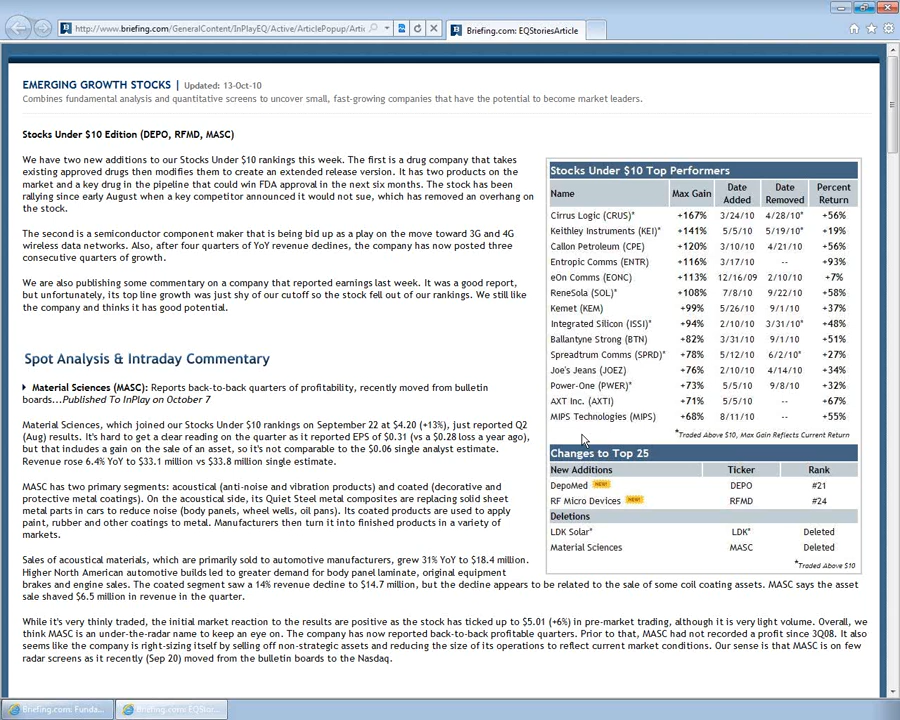 http://www.briefing.com/GeneralContent/InPlayEQ/Active/ArticlePopup/Arti
Briefing.com: EQStoriesArticle
EMERGING GROWTH STOCKS | Updated: 13-Oct-10
Combines fundamental analysis and quantitative screens to uncover small, fast-growing companies that have the potential to become market leaders.
Stocks Under $10 Edition (DEPO, RFMD, MASC)
We have two new additions to our Stocks Under $10 rankings this week. The first is a drug company that takes
existing approved drugs then modifies them to create an extended release version. It has two products on the
market and a key drug in the pipeline that could win FDA approval in the next six months. The stock has been
rallying since early August when a key competitor announced it would not sue, which has removed an overhang on
the stock.
The second is a semiconductor component maker that is being bid up as a play on the move toward 3G and 4G
wireless data networks. Also, after four quarters of YoY revenue declines, the company has now posted three
consecutive quarters of growth.
We are also publishing some commentary on a company that reported earnings last week. It was a good report,
but unfortunately, its top line growth was just shy of our cutoff so the stock fell out of our rankings. We still like
the company and thinks it has good potential.
Stocks Under $10 Top Performers
Name Max Gain Date Added Date Removed Percent Return
Cirrus Logic (CRUS)* +167% 3/24/10 4/28/10* +56%
Keithley Instruments (KEI)* +141% 5/5/10 5/19/10* +19%
Callon Petroleum (CPE) +120% 3/10/10 4/21/10 +56%
Entropic Comms (ENTR) +116% 3/17/10 -- +93%
eOn Comms (EONC) +113% 12/16/09 2/10/10 +7%
ReneSola (SOL)* +108% 7/8/10 9/22/10 +58%
Kemet (KEM) +99% 5/26/10 9/1/10 +37%
Integrated Silicon (ISSI)* +94% 2/10/10 3/31/10* +48%
Ballantyne Strong (BTN) +82% 3/31/10 9/1/10 +51%
Spreadtrum Comms (SPRD)* +78% 5/12/10 6/2/10* +27%
Joe's Jeans (JOEZ) +76% 2/10/10 4/14/10 +34%
Power-One (PWER)* +73% 5/5/10 9/8/10 +32%
AXT Inc. (AXTI) +71% 5/5/10 -- +67%
MIPS Technologies (MIPS) +68% 8/11/10 -- +55%
*Traded Above $10, Max Gain Reflects Current Return
Changes to Top 25
New Additions Ticker Rank
DepoMed NEW! DEPO #21
RF Micro Devices NEW! RFMD #24
Deletions
LDK Solar* LDK* Deleted
Material Sciences MASC Deleted
*Traded Above $10
Spot Analysis & Intraday Commentary
Material Sciences (MASC): Reports back-to-back quarters of profitability, recently moved from bulletin
boards...Published To InPlay on October 7
Material Sciences, which joined our Stocks Under $10 rankings on September 22 at $4.20 (+13%), just reported Q2
(Aug) results. It's hard to get a clear reading on the quarter as it reported EPS of $0.31 (vs a $0.28 loss a year ago),
but that includes a gain on the sale of an asset, so it's not comparable to the $0.06 single analyst estimate.
Revenue rose 6.4% YoY to $33.1 million vs $33.8 million single estimate.
MASC has two primary segments: acoustical (anti-noise and vibration products) and coated (decorative and
protective metal coatings). On the acoustical side, its Quiet Steel metal composites are replacing solid sheet
metal parts in cars to reduce noise (body panels, wheel wells, oil pans). Its coated products are used to apply
paint, rubber and other coatings to metal. Manufacturers then turn it into finished products in a variety of
markets.
Sales of acoustical materials, which are primarily sold to automotive manufacturers, grew 31% YoY to $18.4 million.
Higher North American automotive builds led to greater demand for body panel laminate, original equipment
brakes and engine sales. The coated segment saw a 14% revenue decline to $14.7 million, but the decline appears to be related to the sale of some coil coating assets. MASC says the asset
sale shaved $6.5 million in revenue in the quarter.
While it's very thinly traded, the initial market reaction to the results are positive as the stock has ticked up to $5.01 (+6%) in pre-market trading, although it is very light volume. Overall, we
think MASC is an under-the-radar name to keep an eye on. The company has now reported back-to-back profitable quarters. Prior to that, MASC had not recorded a profit since 3Q08. It also
seems like the company is right-sizing itself by selling off non-strategic assets and reducing the size of its operations to reflect current market conditions. Our sense is that MASC is on few
radar screens as it recently (Sep 20) moved from the bulletin boards to the Nasdaq.
Briefing.com: Funda...
Briefing.com: EQStor...